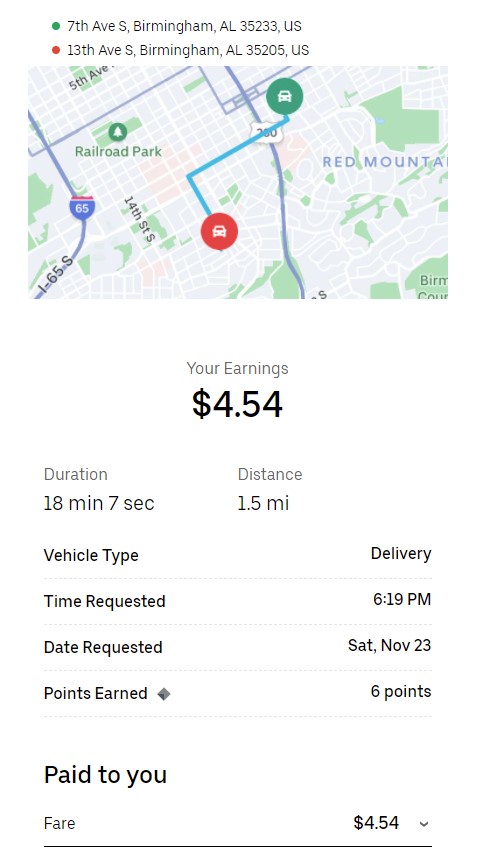 7th Ave S, Birmingham, AL 35233, US
13th Ave S, Birmingham, AL 35205, US
5th Ave
280
Railroad Park
RED MOUNTAI
65
14th St S
I-65 S
Birm
Cour
S
Your Earnings
$4.54
Duration Distance
18 min 7 sec 1.5 mi
Vehicle Type Delivery
Time Requested 6:19 PM
Date Requested Sat, Nov 23
Points Earned 6 points
Paid to you
Fare $4.54